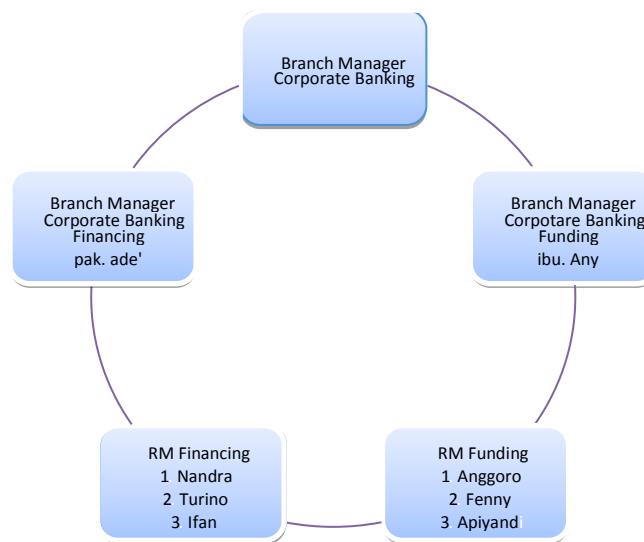 Branch Manager
Corporate Banking
Branch Manager
Corporate Banking
Financing
pak. ade'
Branch Manager
Corpotare Banking
Funding
ibu. Any
RM Financing
1 Nandra
2. Turino
3 Ifan
RM Funding
1 Anggoro
2 Fenny
3. Apiyandi